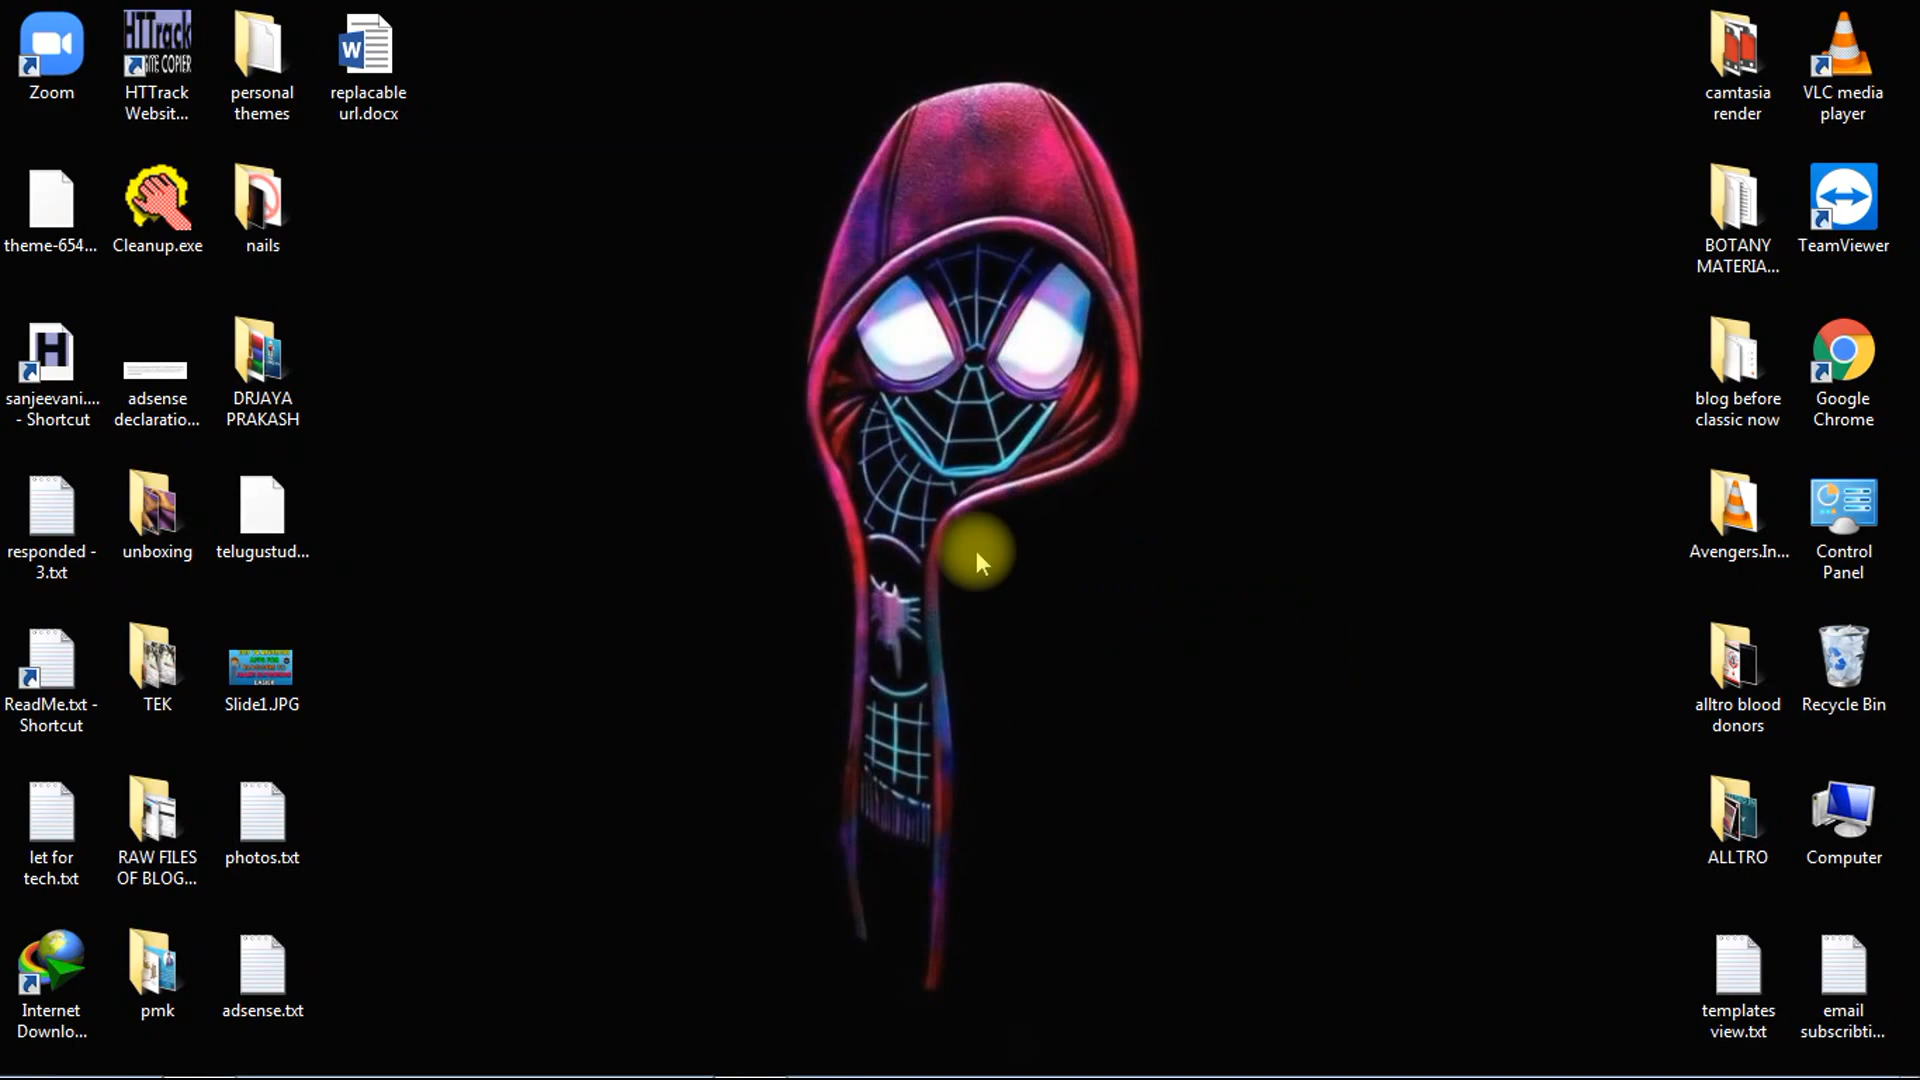 Zoom
HTTrack
Websit...
personal
themes
replacable
url.docx
HTTrack
SITE COPIER
theme-654...
Cleanup.exe
nails
sanjeevani....
- Shortcut
adsense
declaratio...
DRJAYA
PRAKASH
responded -
3.txt
unboxing
telugustud...
ReadMe.txt -
Shortcut
TEK
Slide1.JPG
let for
tech.txt
RAW FILES
OF BLOG...
photos.txt
Internet
Downlo...
pmk
adsense.txt
camtasia
render
VLC media
player
BOTANY
MATERIA...
TeamViewer
blog before
classic now
Google
Chrome
Avengers.In...
Control
Panel
alltro blood
donors
Recycle Bin
ALLTRO
Computer
templates
view.txt
email
subscribti...